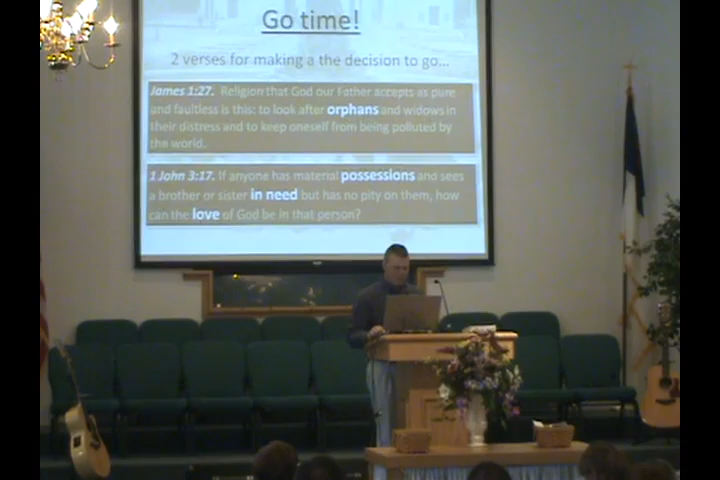 Go time!
2 verses for making a the decision to go…
James 1:27. Religion that God our Father accepts as pure
and faultless is this: to look after orphans and widows in
their distress and to keep oneself from being polluted by
the world.
1 John 3:17. If anyone has material possessions and sees
a brother or sister in need but has no pity on them, how
can the love of God be in that person?